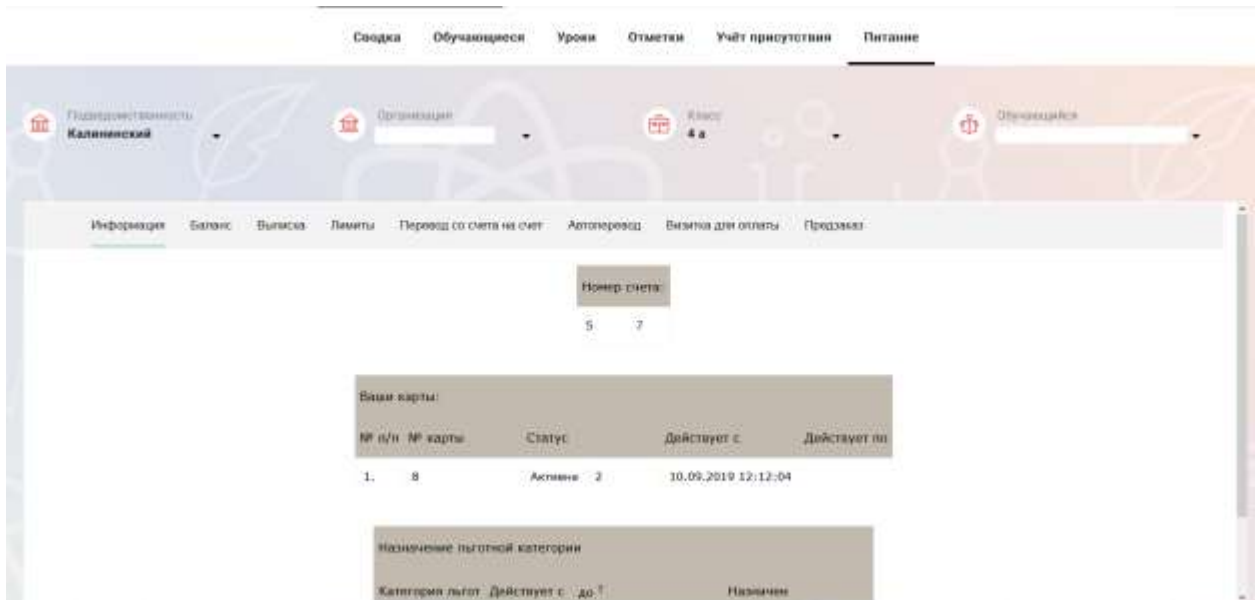 Сводка Обучающиеся Уроки Отметки Учёт присутствия Питание
Подведомственность Организация Класс Обучающийся
Калининский 4 а
Информация Баланс Выписка Лимиты Перевод со счета на счет Автоперевод Визитка для оплаты Предзаказ
Номер счета:
5 7
Ваши карты:
№ п/п № карты Статус Действует с Действует по
1. 8 Активна 2 10.09.2019 12:12:04
Назначение льготной категории
Категория льгот Действует с до Назначен